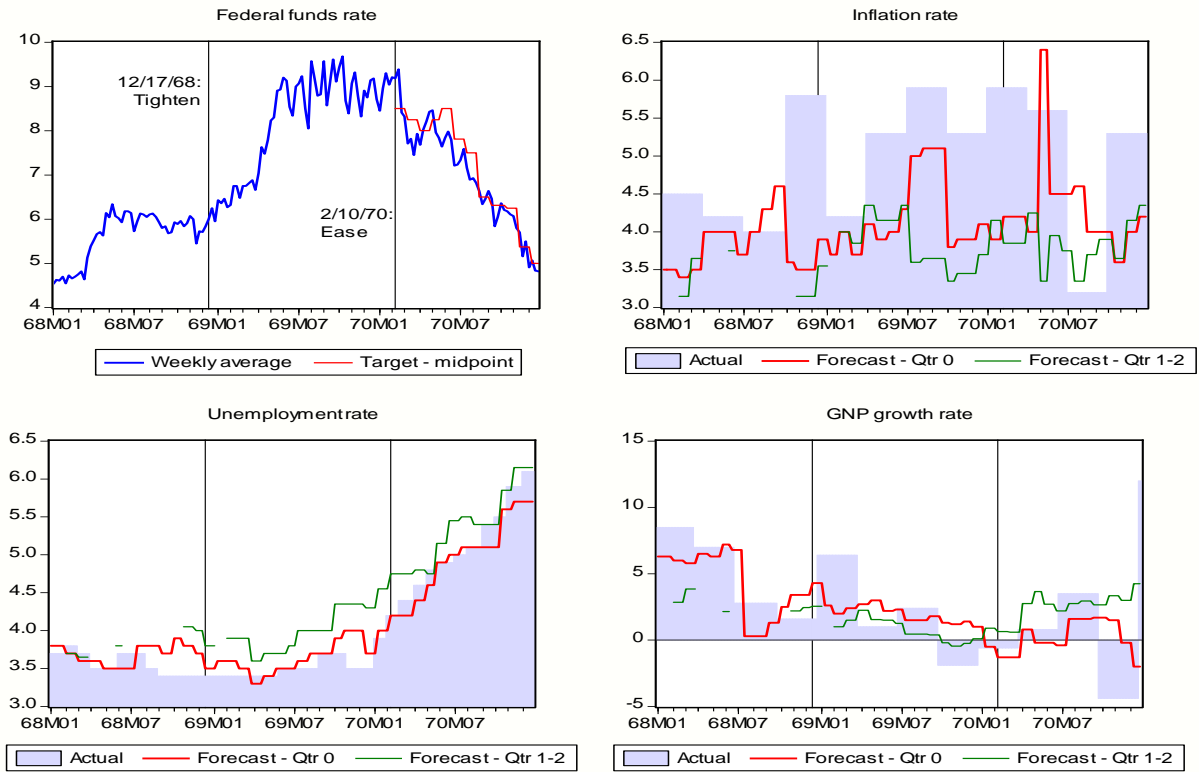 Federal funds rate
10
9
8
7
6
5
4
12/17/68:
Tighten
2/10/70:
Ease
68M01 68M07 69M01 69M07 70M01 70M07
Weekly average Target - midpoint
Inflation rate
6.5
6.0
5.5
5.0
4.5
4.0
3.5
3.0
68M01 68M07 69M01 69M07 70M01 70M07
Actual Forecast - Qtr 0 Forecast - Qtr 1-2
Unemployment rate
6.5
6.0
5.5
5.0
4.5
4.0
3.5
3.0
68M01 68M07 69M01 69M07 70M01 70M07
Actual Forecast - Qtr 0 Forecast - Qtr 1-2
GNP growth rate
15
10
5
0
-5
68M01 68M07 69M01 69M07 70M01 70M07
Actual Forecast - Qtr 0 Forecast - Qtr 1-2